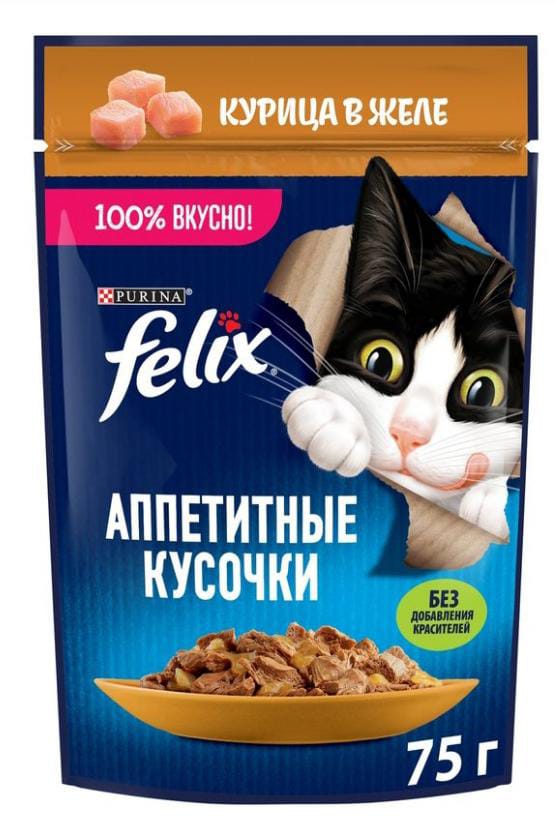 КУРИЦА В ЖЕЛЕ
100% ВКУСНО!
PURINA®
felix®
АППЕТИТНЫЕ
КУСОЧКИ
БЕЗ
ДОБАВЛЕНИЯ
КРАСИТЕЛЕЙ
75 г